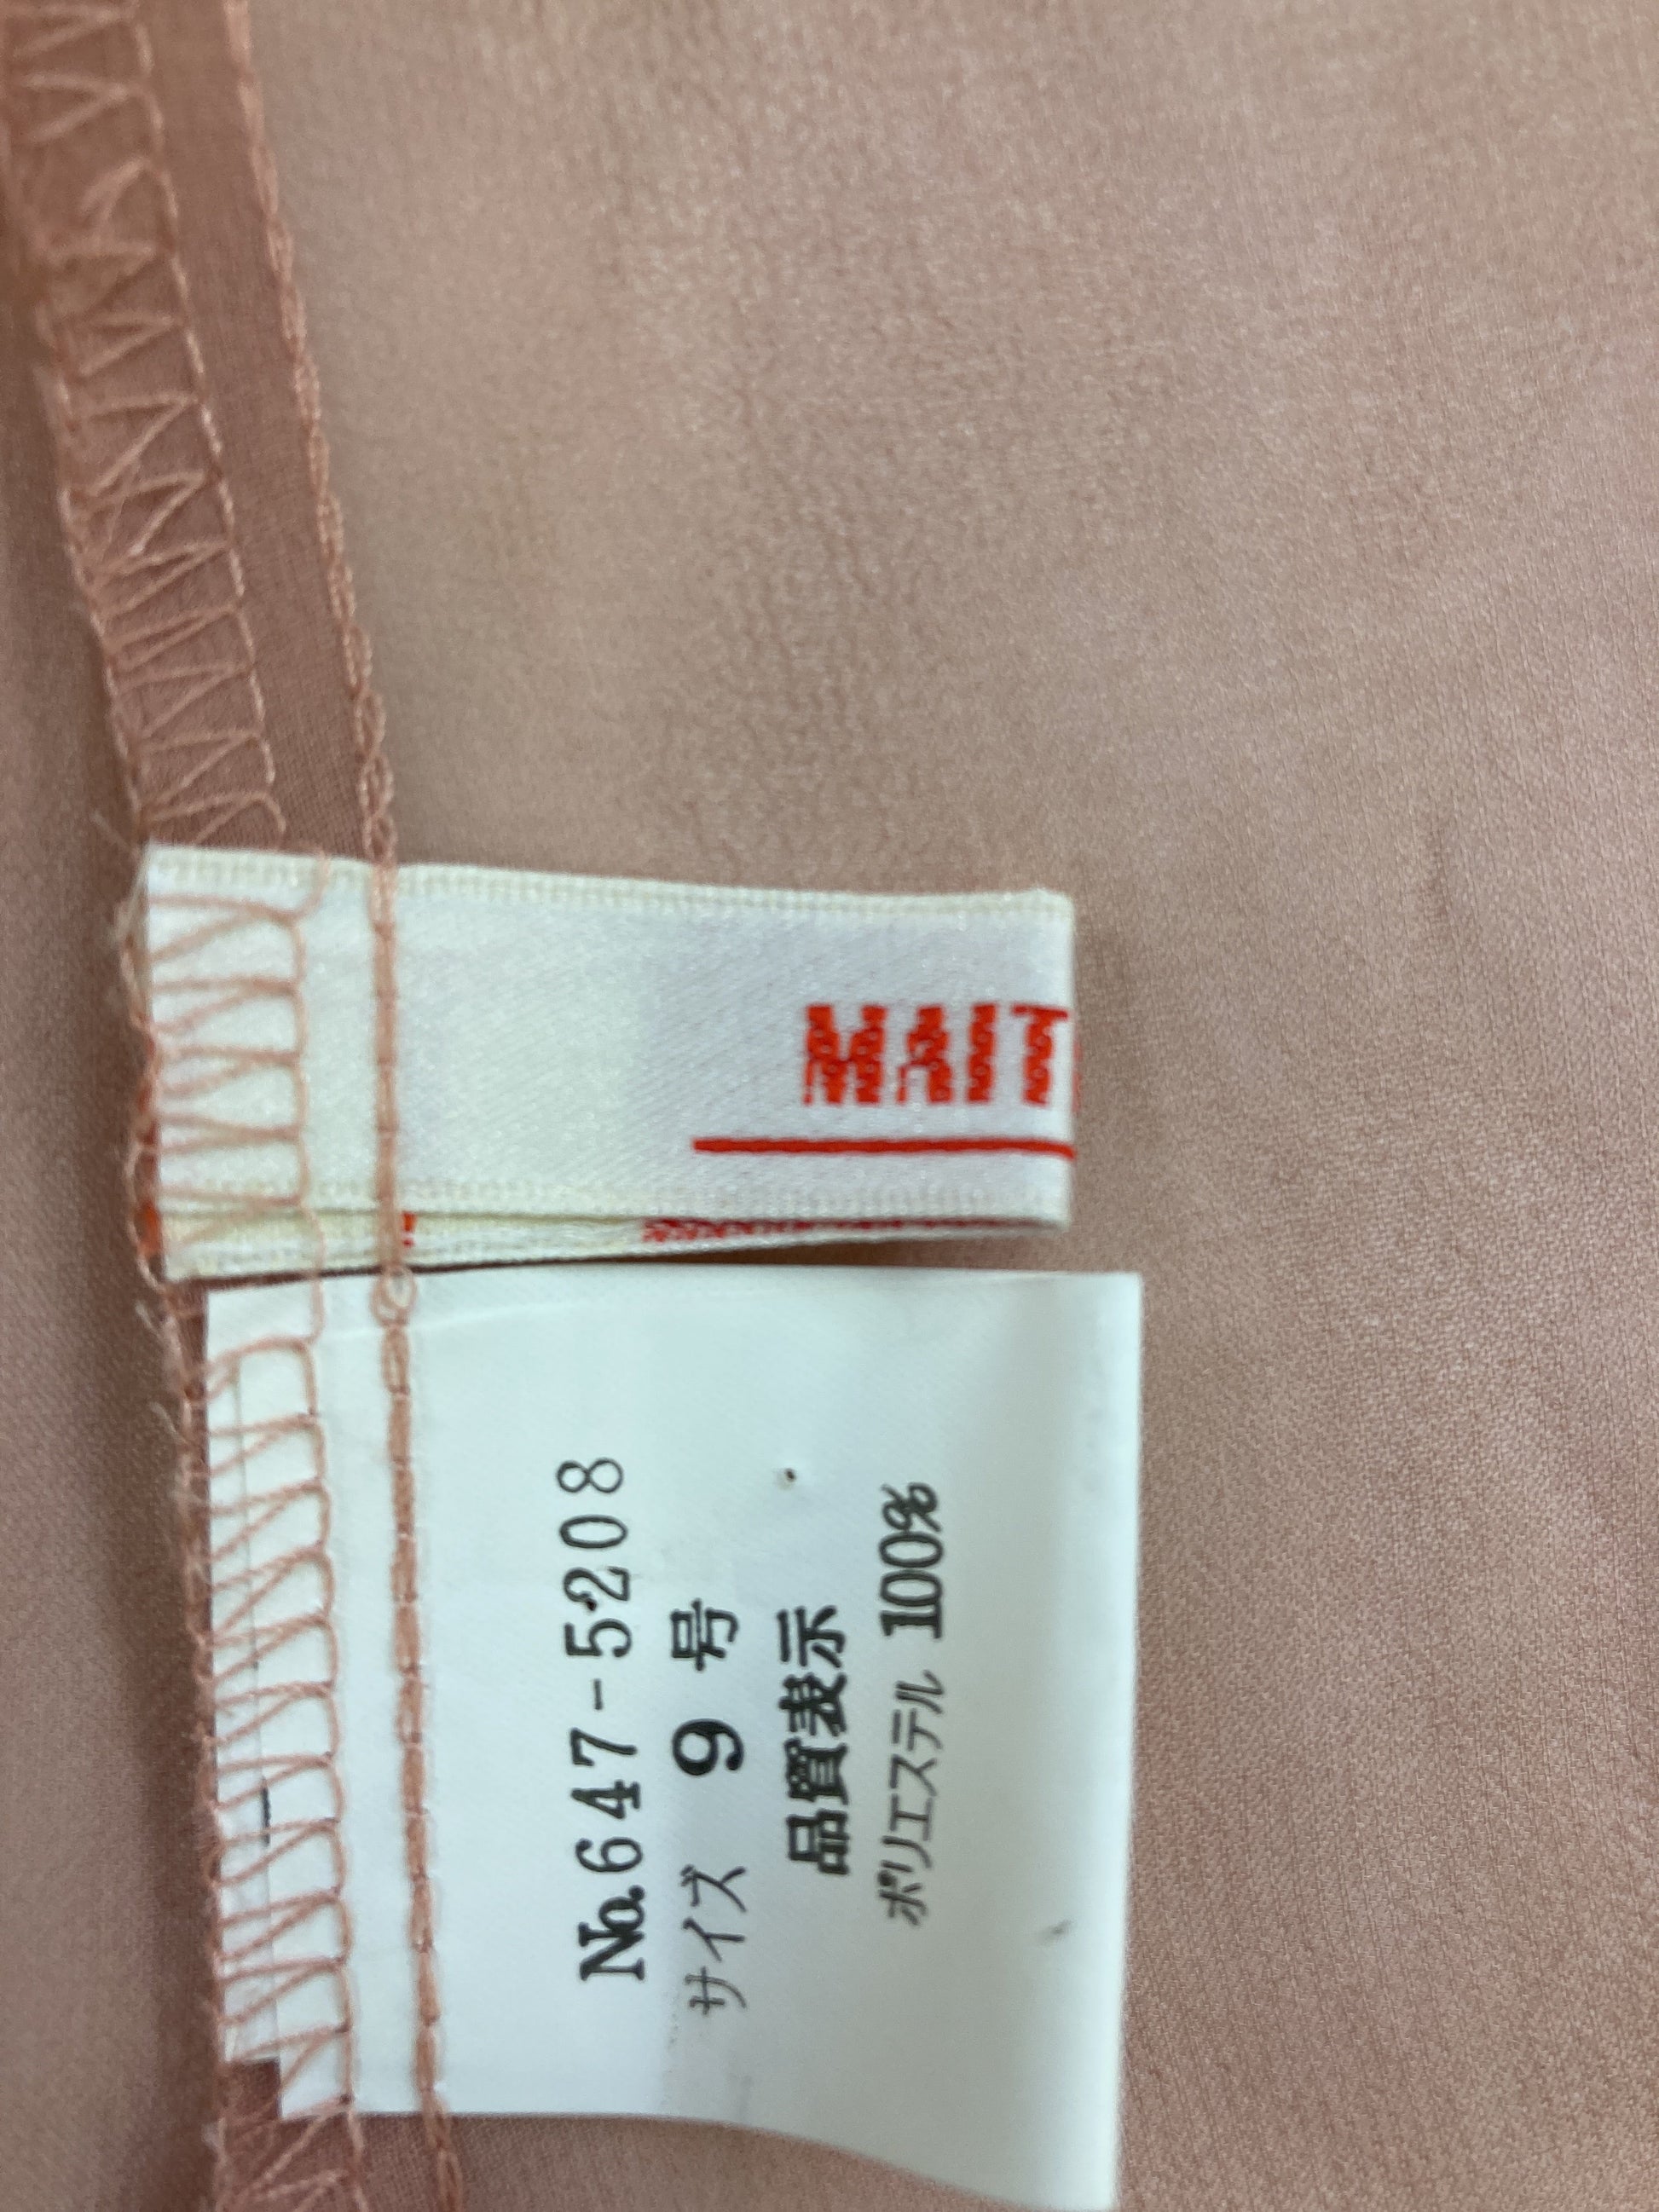 MAIT
No.647-5208
サイズ 9 号
品質表示
ポリエステル 100%